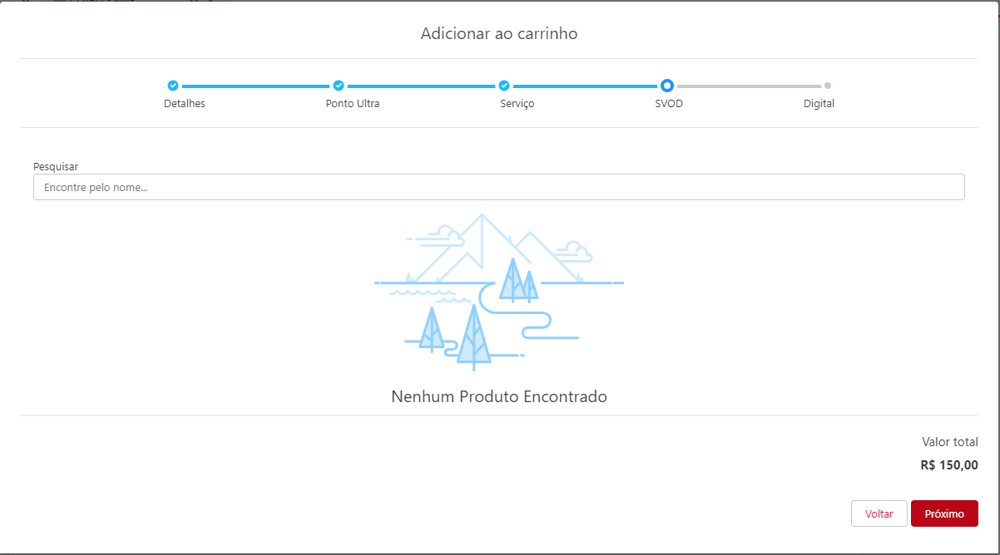 Adicionar ao carrinho
Detalhes Ponto Ultra Serviço SVOD Digital
Pesquisar
Encontre pelo nome...
Nenhum Produto Encontrado
Valor total
R$ 150,00
Voltar Próximo